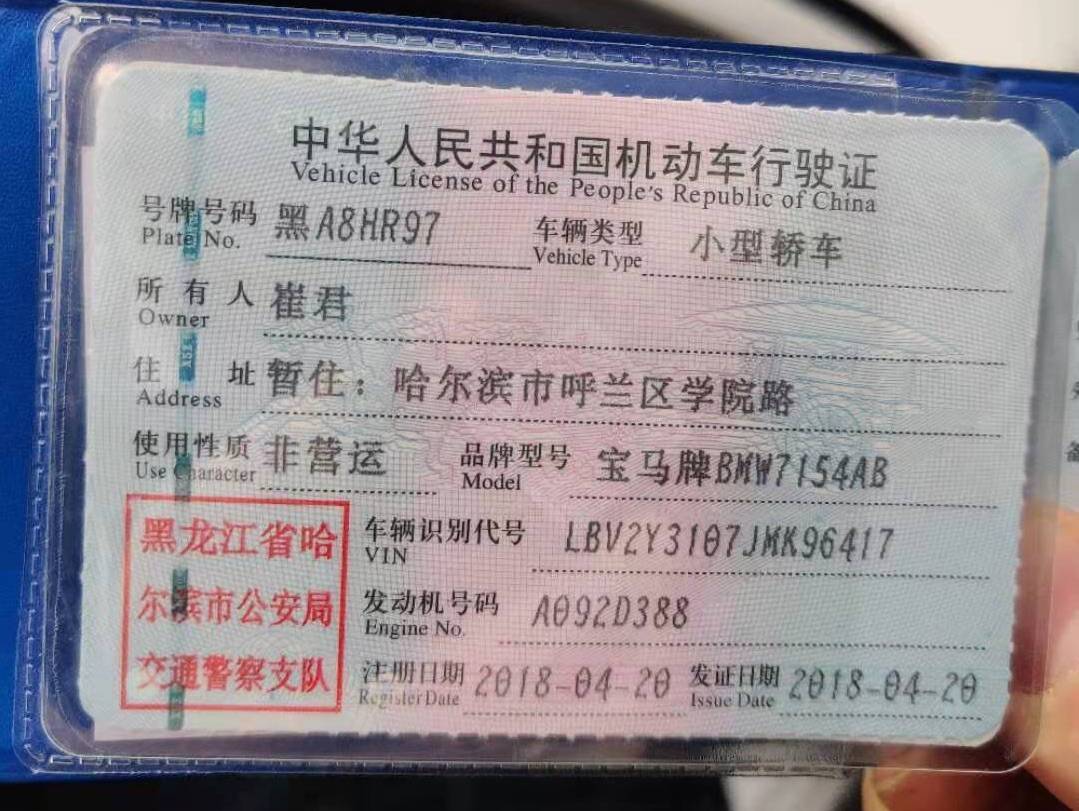 中华人民共和国机动车行驶证
Vehicle License of the People's Republic of China
号牌号码 黑A8HR97 车辆类型 小型轿车
Plate No. Vehicle Type
所有人 崔君
Owner
住址 暂住：哈尔滨市呼兰区学院路
Address
使用性质 非营运 品牌型号 宝马牌BMW7154AB
Use Character Model
黑龙江省哈
尔滨市公安局
交通警察支队
车辆识别代号 LBV2Y3107JMK96417
VIN
发动机号码 A092D388
Engine No.
注册日期 2018-04-20 发证日期 2018-04-20
Register Date Issue Date